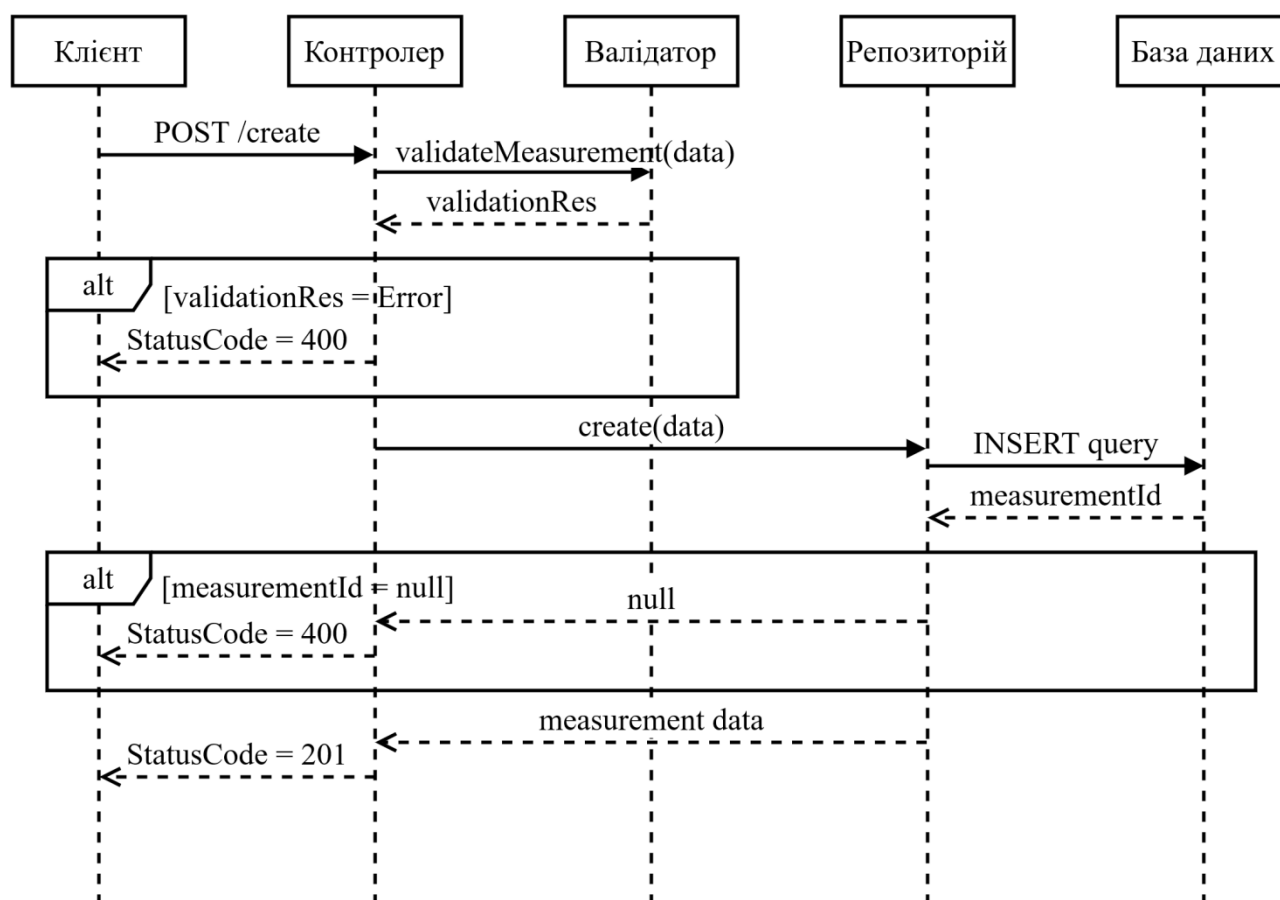 Клієнт
Контролер
Валідатор
Репозиторій
База даних
POST /create
validateMeasurement(data)
validationRes
alt
[validationRes = Error]
StatusCode = 400
create(data)
INSERT query
measurementId
alt
[measurementId = null]
null
StatusCode = 400
measurement data
StatusCode = 201